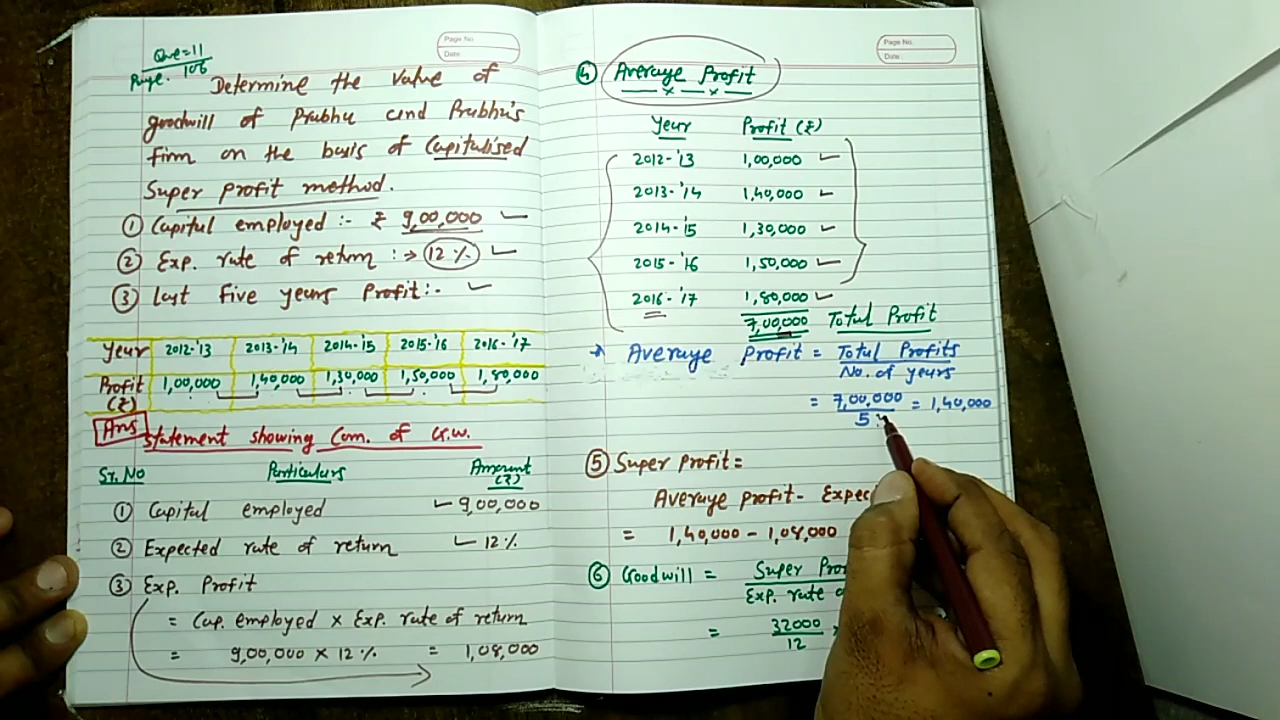 Que=11
Page. 106
Page No.
Date
Determine the value of
goodwill of Prabhu and Prabhu's
firm on the basis of Capitalised
Super profit method.
① Capital employed :- ₹ 9,00,000
② Exp. rate of return :→ 12%
③ last five years Profit:-
Year 2012-'13 2013-'14 2014-'15 2015-'16 2016-'17
Profit (₹) 1,00,000 1,40,000 1,30,000 1,50,000 1,80,000
Ans Statement showing Com. of G.w.
Sr.No Particulars Amount (₹)
① Capital employed 9,00,000
② Expected rate of return 12%
③ Exp. Profit
= Cap. employed × Exp. rate of return
= 9,00,000 × 12% = 1,08,000
Page No.
Date
④ Average Profit
Year Profit (₹)
2012-'13 1,00,000
2013-'14 1,40,000
2014-'15 1,30,000
2015-'16 1,50,000
2016-'17 1,80,000
7,00,000 Total Profit
→ Average Profit = Total Profits
No. of years
= 7,00,000 = 1,40,000
5
⑤ Super Profit =
Average profit -
= 1,40,000 - 1,08,000
⑥ Goodwill = Super
Exp. rate
= 32000
12